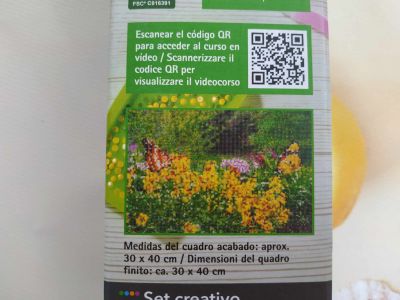 FSC® C016391
Escanear el código QR
para acceder al curso en
vídeo / Scannerizzare il
codice QR per
visualizzare il videocorso
Medidas del cuadro acabado: aprox.
30 x 40 cm / Dimensioni del quadro
finito: ca. 30 x 40 cm
Set creativo